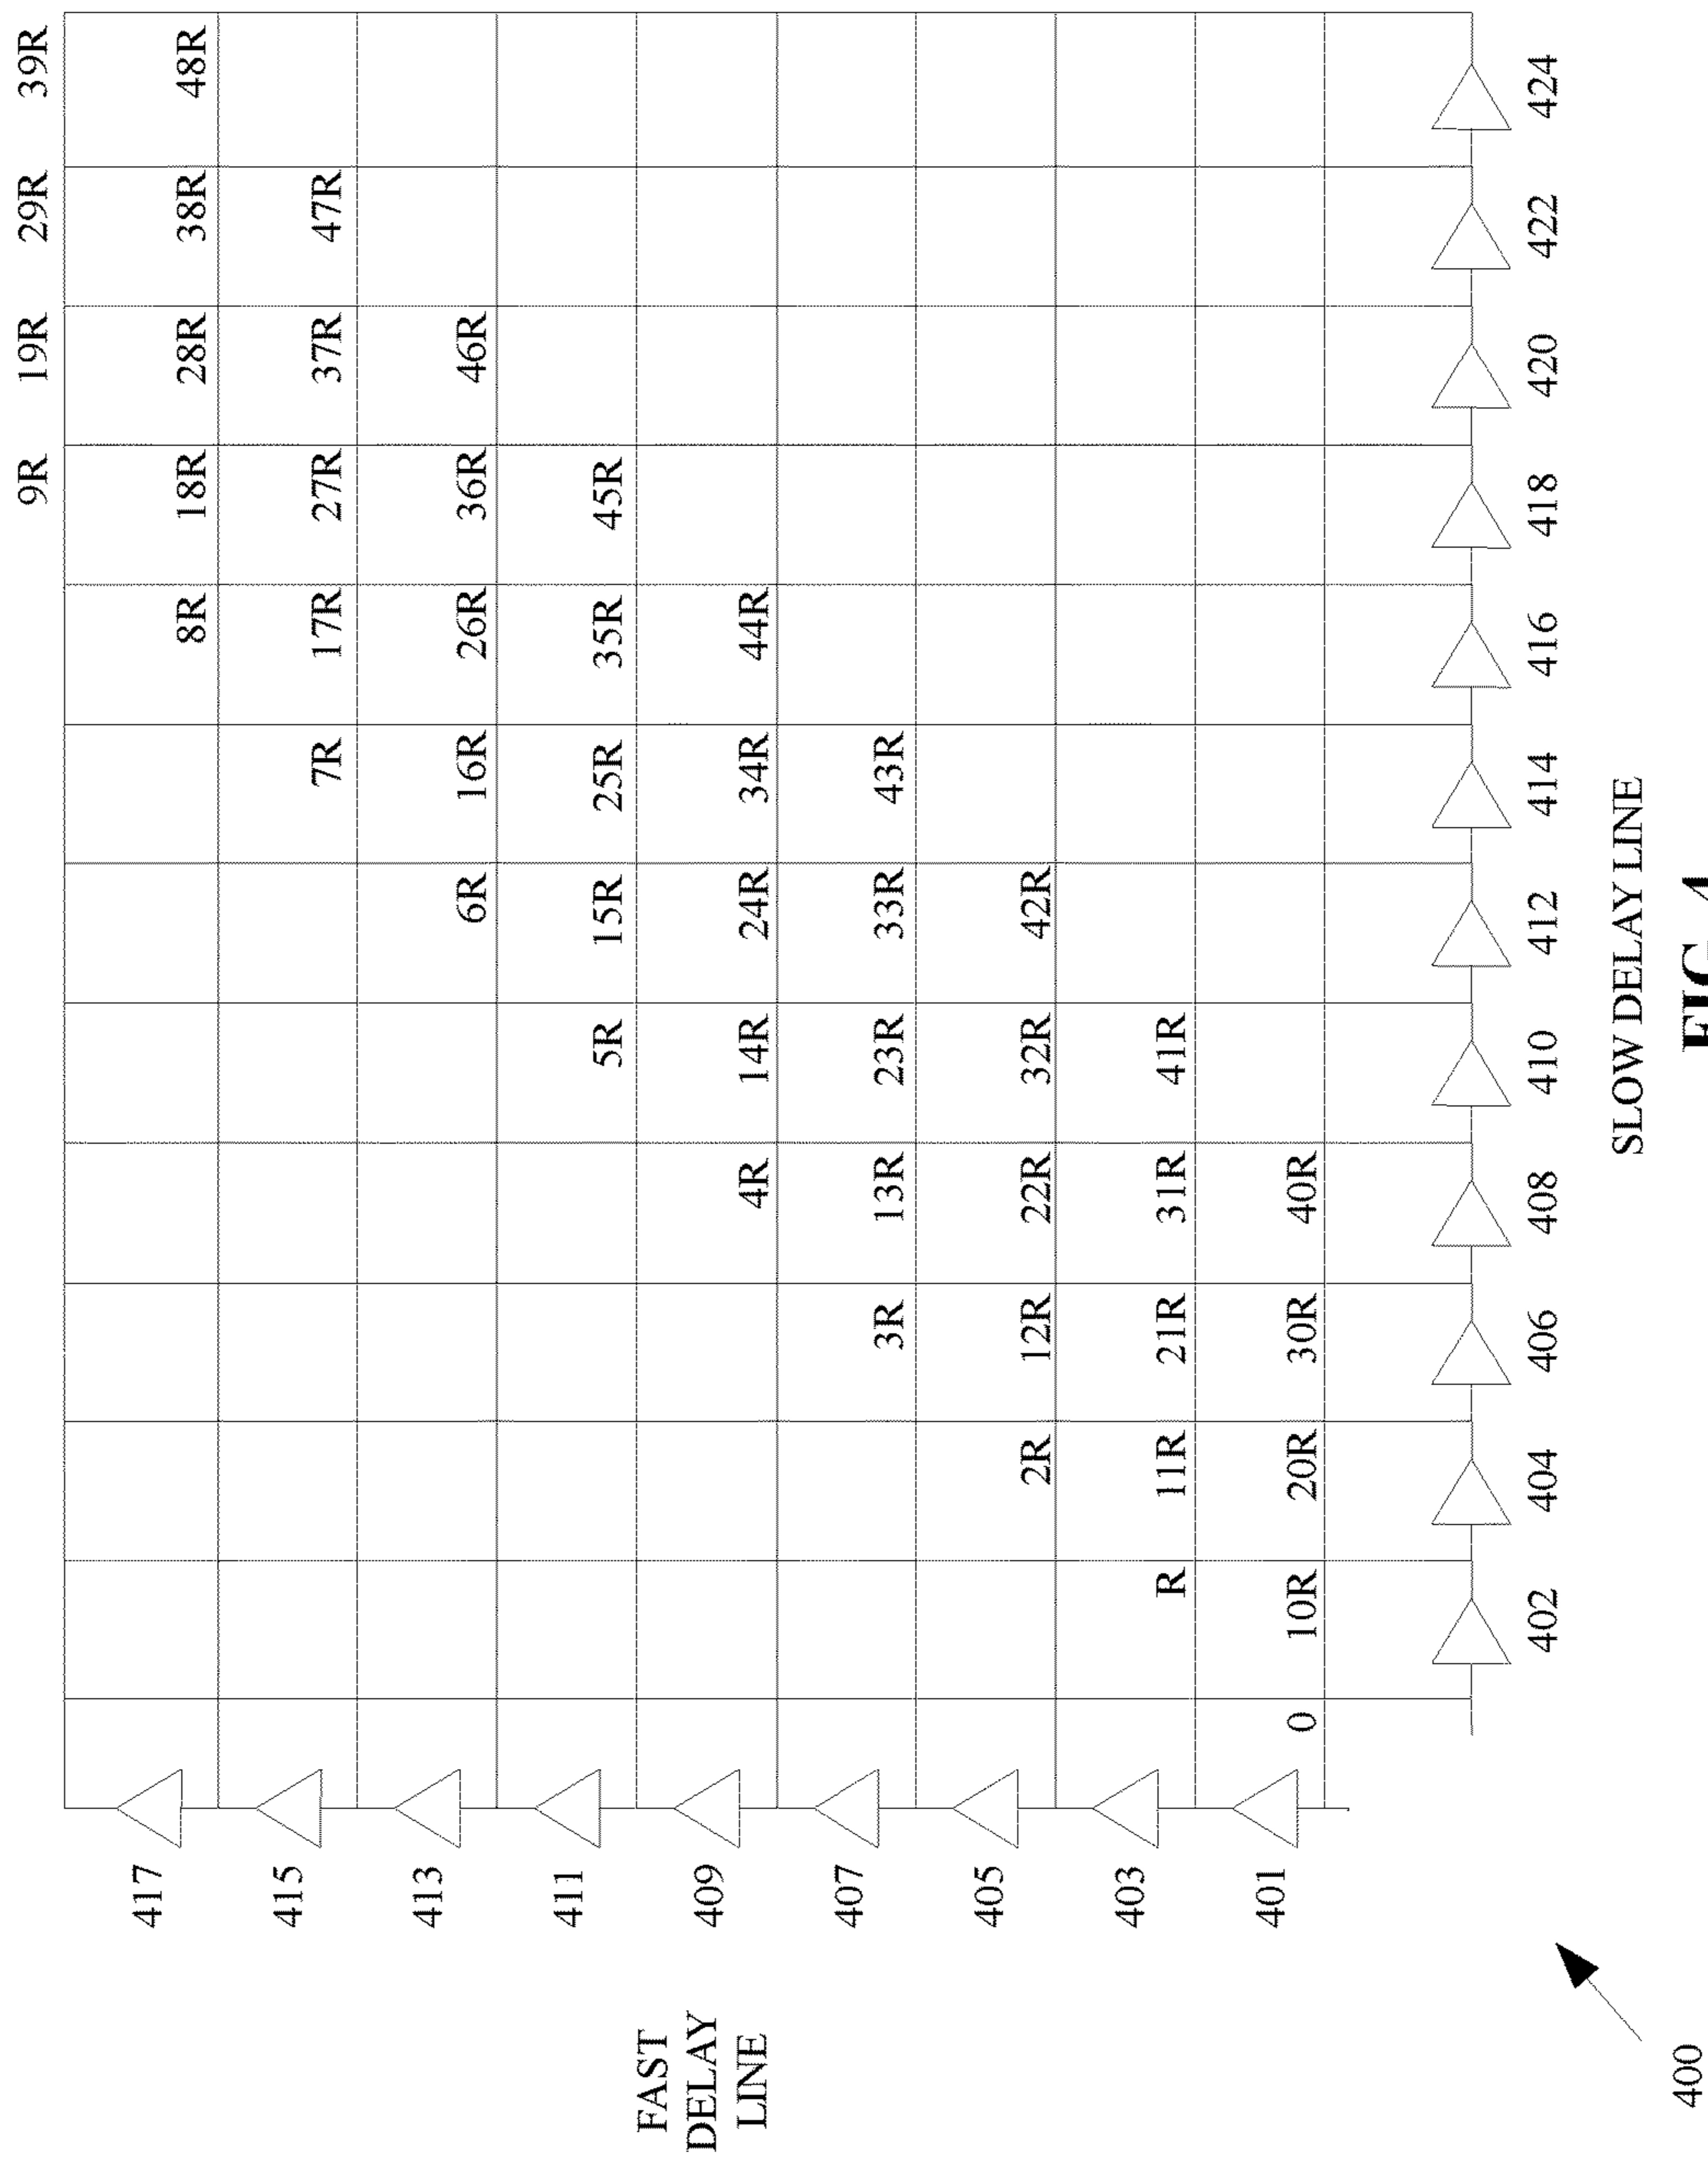 9R 19R 29R 39R
417
8R 18R 28R 38R 48R
415
7R 17R 27R 37R 47R
413
6R 16R 26R 36R 46R
411
5R 15R 25R 35R 45R
FAST
DELAY
LINE
409
4R 14R 24R 34R 44R
407
3R 13R 23R 33R 43R
405
2R 12R 22R 32R 42R
403
R 11R 21R 31R 41R
401
0 10R 20R 30R 40R
402 404 406 408 410 412 414 416 418 420 422 424
SLOW DELAY LINE
400
FIG 4